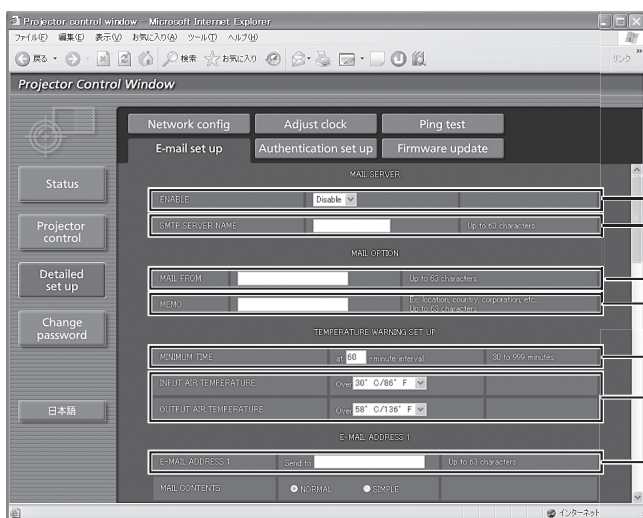 Projector control window - Microsoft Internet Explorer
ファイル(F) 編集(E) 表示(V) お気に入り(A) ツール(T) ヘルプ(H)
戻る 検索 お気に入り リンク »
Projector Control Window
Network config Adjust clock Ping test
E-mail set up Authentication set up Firmware update
Status
Projector control
Detailed set up
Change password
日本語
MAIL SERVER
ENABLE Disable
SMTP SERVER NAME Up to 63 characters
MAIL OPTION
MAIL FROM Up to 63 characters
MEMO Ex. location, country, corporation, etc.
Up to 63 characters
TEMPERATURE WARNING SET UP
MINIMUM TIME at 60 -minute interval 30 to 999 minutes
INPUT AIR TEMPERATURE Over 30° C/86° F
OUTPUT AIR TEMPERATURE Over 58° C/136° F
E-MAIL ADDRESS 1
E-MAIL ADDRESS 1 Send to Up to 63 characters
MAIL CONTENTS NORMAL SIMPLE
インターネット